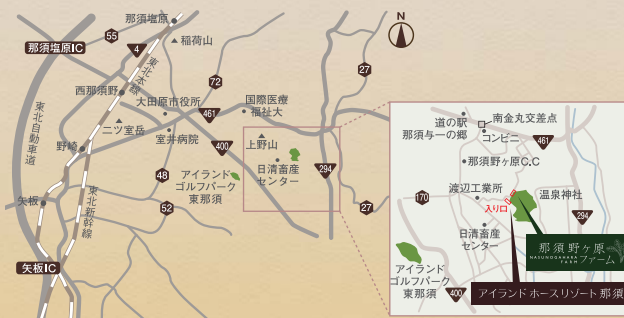 那須塩原
N
55
那須塩原IC
稲荷山
4
東北本線
27
72
西那須野
大田原市役所
国際医療
福祉大
461
東北自動車道
二ツ室岳
室井病院
野崎
400
上野山
294
日清畜産
センター
48
アイランド
ゴルフパーク
東那須
矢板
東北新幹線
52
27
矢板IC
道の駅
那須与一の郷
南金丸交差点
コンビニ
461
那須野ヶ原C.C
170
渡辺工業所
入り口
温泉神社
294
日清畜産
センター
那須野ヶ原
NASUNOGAHARA
FARM
ファーム
アイランド
ゴルフパーク
東那須
400
アイランド ホースリゾート 那須